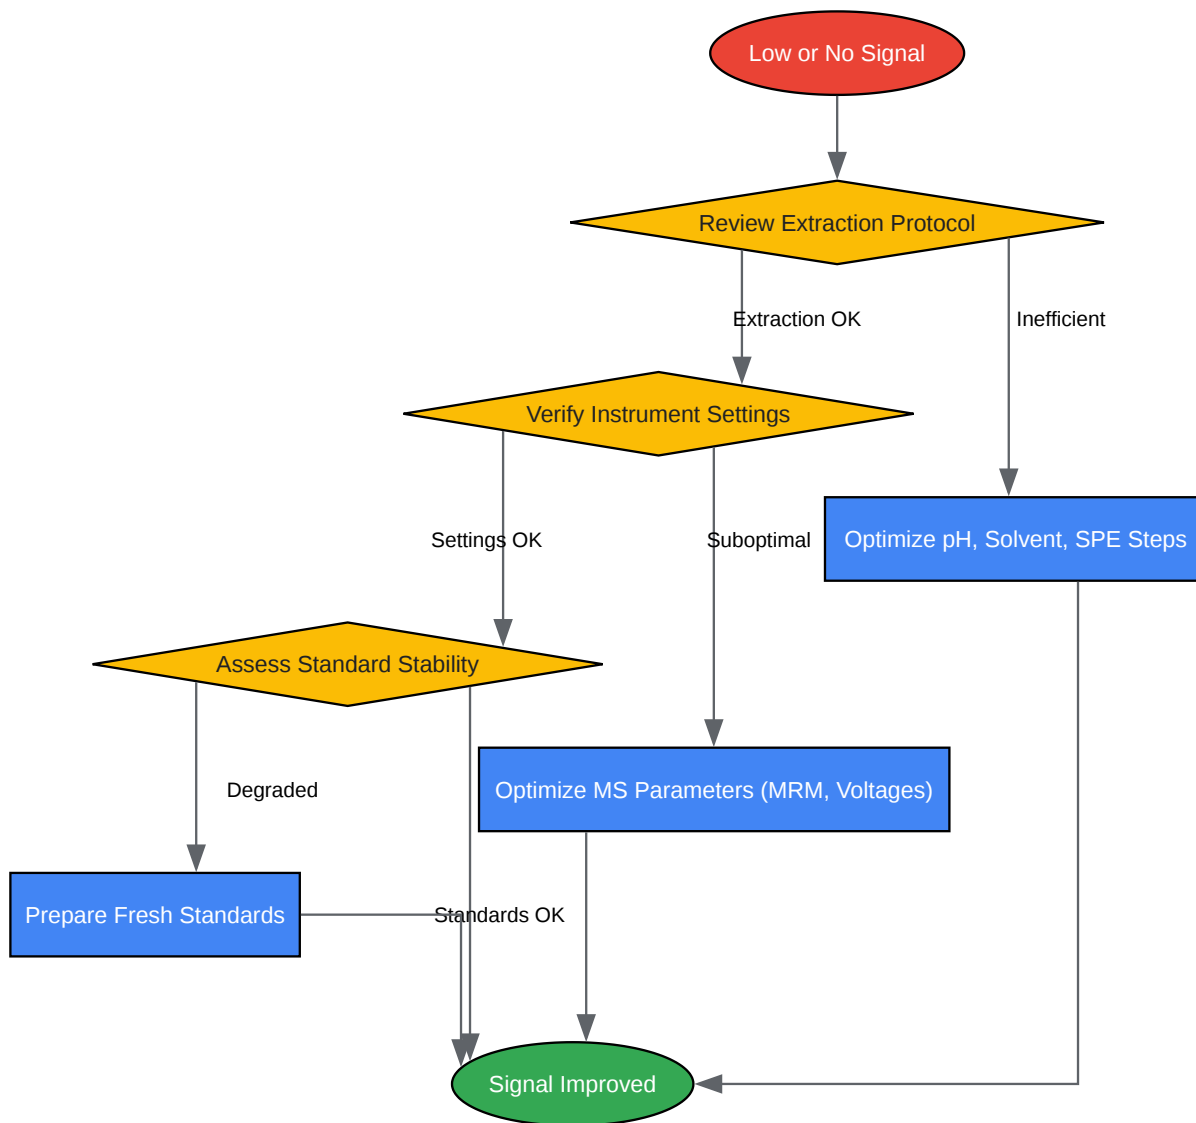 Low or No Signal
Review Extraction Protocol
Extraction OK
Inefficient
Verify Instrument Settings
Settings OK
Suboptimal
Optimize pH, Solvent, SPE Steps
Assess Standard Stability
Degraded
Optimize MS Parameters (MRM, Voltages)
Prepare Fresh Standards
Standards OK
Signal Improved